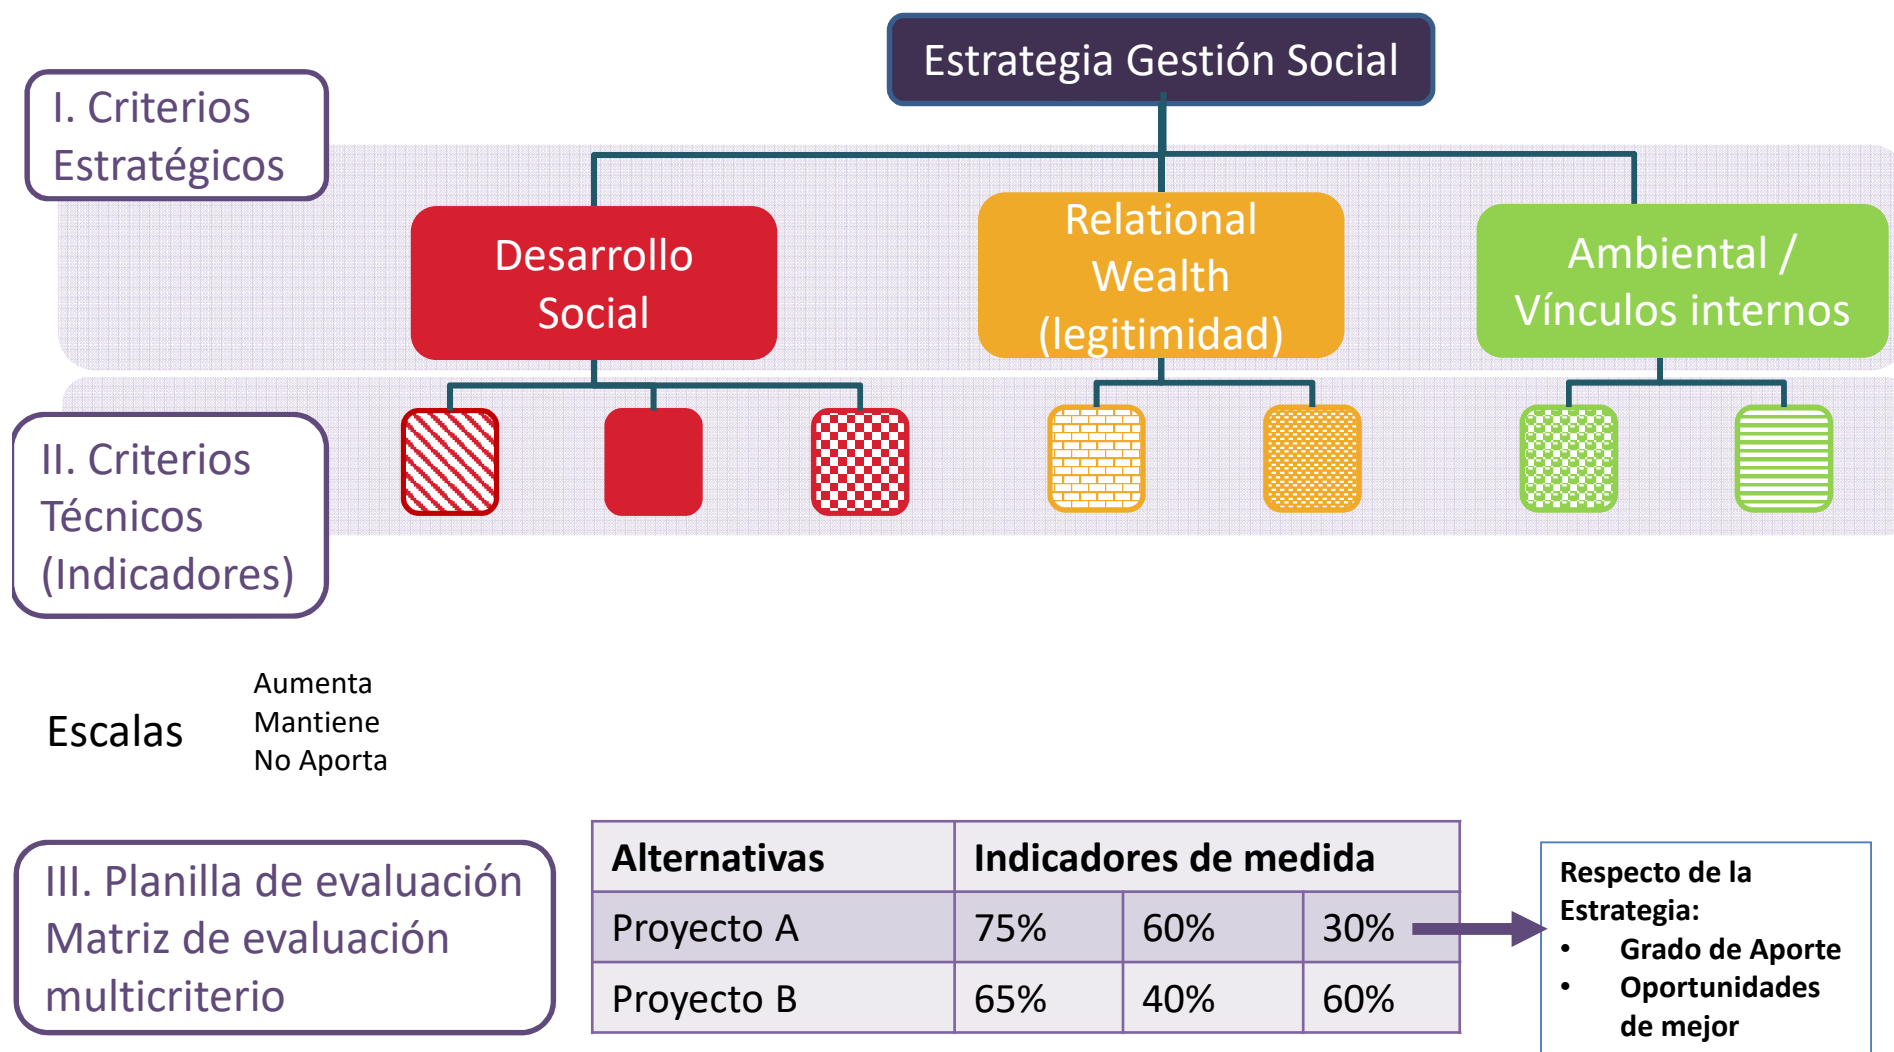 Estrategia Gestión Social
I. Criterios
Estratégicos
Desarrollo
Social
Relational
Wealth
(legitimidad)
Ambiental /
Vínculos internos
II. Criterios
Técnicos
(Indicadores)
Escalas
Aumenta
Mantiene
No Aporta
III. Planilla de evaluación
Matriz de evaluación
multicriterio
Alternativas Indicadores de medida
Proyecto A 75% 60% 30%
Proyecto B 65% 40% 60%
Respecto de la
Estrategia:
• Grado de Aporte
• Oportunidades
de mejor